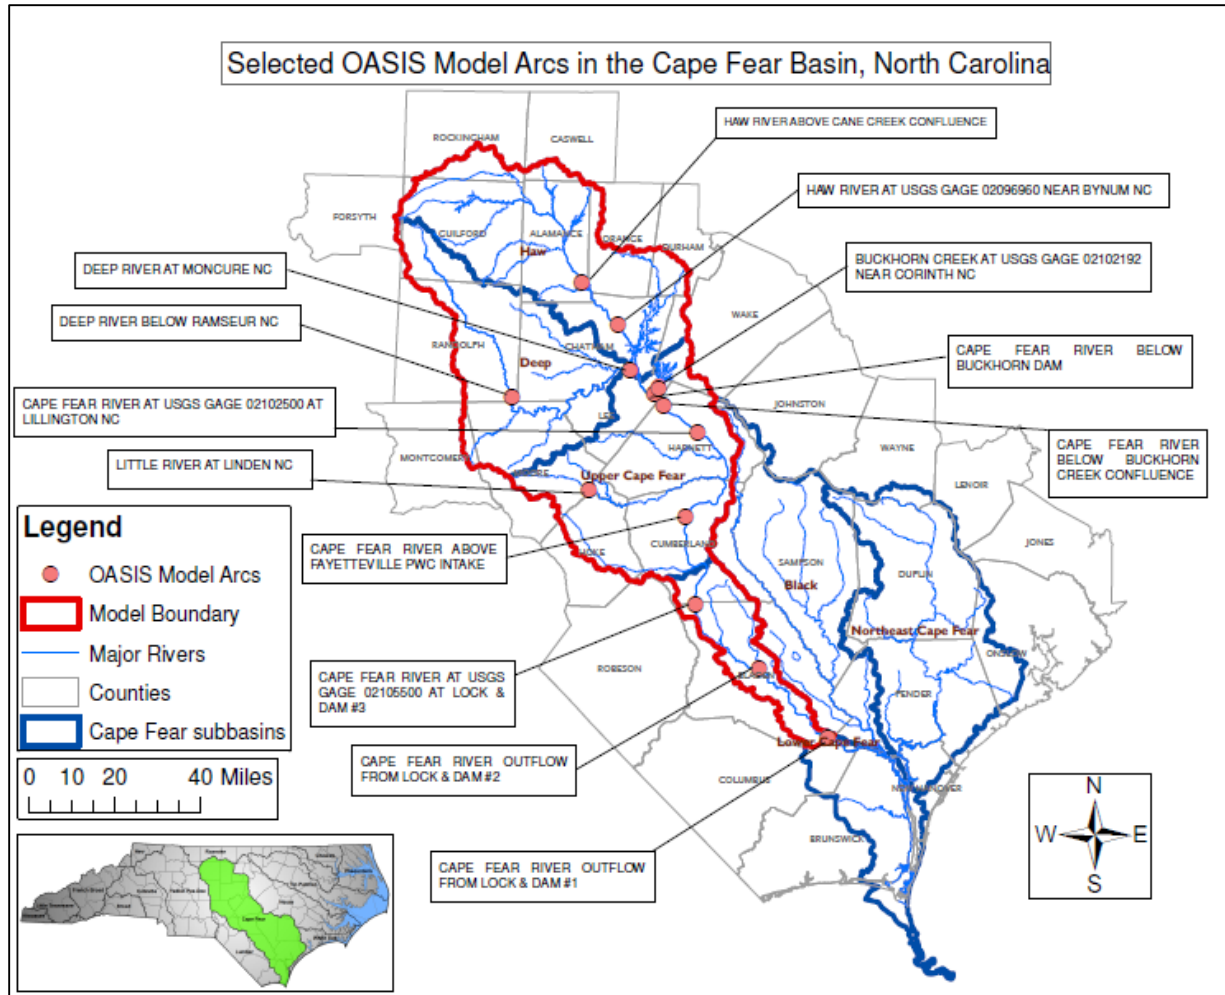 Selected OASIS Model Arcs in the Cape Fear Basin, North Carolina
HAW RIVER ABOVE CANE CREEK CONFLUENCE
ROCKINGHAM
CASWELL
HAW RIVER AT USGS GAGE 02096960 NEAR BYNUM NC
FORSYTH
GUILFORD
ALAMANCE
ORANGE
DURHAM
Haw
BUCKHORN CREEK AT USGS GAGE 02102192
NEAR CORINTH NC
DEEP RIVER AT MONCURE NC
WAKE
DEEP RIVER BELOW RAMSEUR NC
RANDOLPH
CHATHAM
Deep
CAPE FEAR RIVER BELOW
BUCKHORN DAM
CAPE FEAR RIVER AT USGS GAGE 02102500 AT
LILLINGTON NC
LEE
JOHNSTON
HARNETT
WAYNE
CAPE FEAR RIVER
BELOW BUCKHORN
CREEK CONFLUENCE
MONTGOMERY
MOORE
Upper Cape Fear
LENOIR
LITTLE RIVER AT LINDEN NC
CAPE FEAR RIVER ABOVE
FAYETTEVILLE PWC INTAKE
HOKE
CUMBERLAND
SAMPSON
Black
DUPLIN
JONES
Northeast Cape Fear
ONSLOW
ROBESON
CAPE FEAR RIVER AT USGS
GAGE 02105500 AT LOCK &
DAM #3
BLADEN
PENDER
CAPE FEAR RIVER OUTFLOW
FROM LOCK & DAM #2
Lower Cape Fear
COLUMBUS
NEW HANOVER
BRUNSWICK
CAPE FEAR RIVER OUTFLOW
FROM LOCK & DAM #1
Legend
OASIS Model Arcs
Model Boundary
Major Rivers
Counties
Cape Fear subbasins
0 10 20 40 Miles
N
W E
S
Roanoke
Cape Fear
Lumber